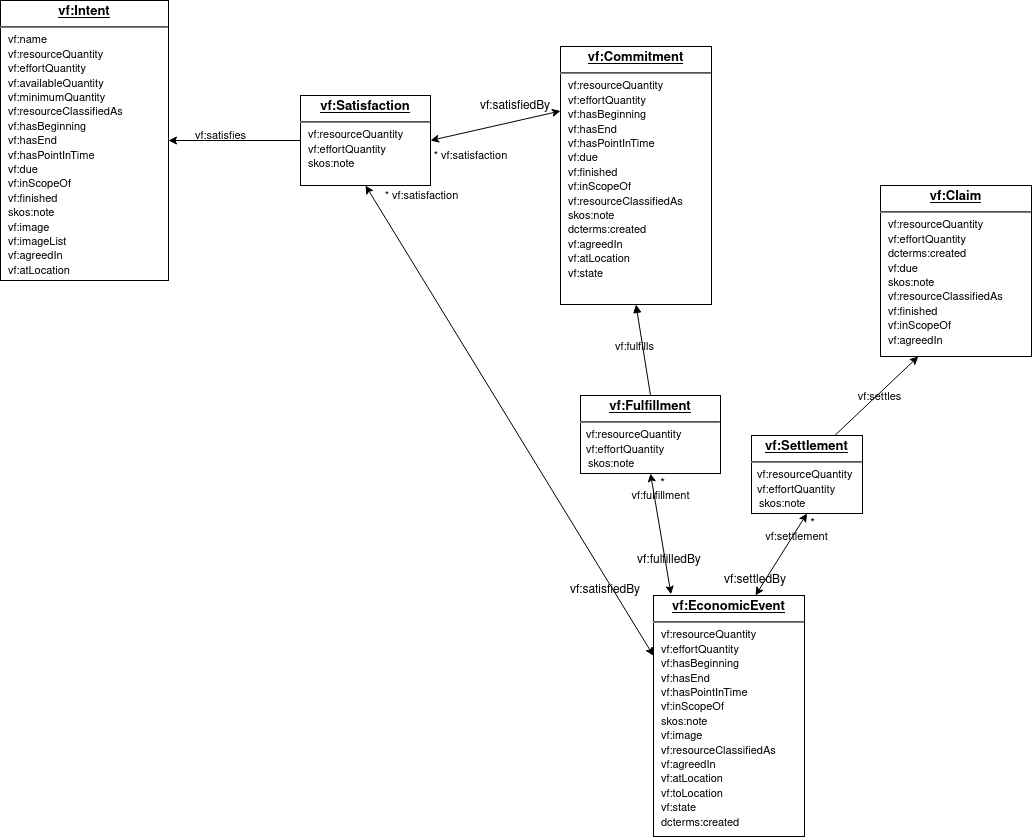 vf:Intent
vf:name
vf:resourceQuantity
vf:effortQuantity
vf:availableQuantity
vf:minimumQuantity
vf:resourceClassifiedAs
vf:hasBeginning
vf:hasEnd
vf:hasPointInTime
vf:due
vf:inScopeOf
vf:finished
skos:note
vf:image
vf:imageList
vf:agreedIn
vf:atLocation
vf:satisfies
vf:Satisfaction
vf:resourceQuantity
vf:effortQuantity
skos:note
vf:satisfiedBy
* vf:satisfaction
* vf:satisfaction
vf:Commitment
vf:resourceQuantity
vf:effortQuantity
vf:hasBeginning
vf:hasEnd
vf:hasPointInTime
vf:due
vf:finished
vf:inScopeOf
vf:resourceClassifiedAs
skos:note
dcterms:created
vf:agreedIn
vf:atLocation
vf:state
vf:Claim
vf:resourceQuantity
vf:effortQuantity
dcterms:created
vf:due
skos:note
vf:resourceClassifiedAs
vf:finished
vf:inScopeOf
vf:agreedIn
vf:fulfills
vf:settles
vf:Fulfillment
vf:resourceQuantity
vf:effortQuantity
skos:note
*
vf:fulfillment
vf:Settlement
vf:resourceQuantity
vf:effortQuantity
skos:note
*
vf:settlement
vf:fulfilledBy
vf:settledBy
vf:satisfiedBy
vf:EconomicEvent
vf:resourceQuantity
vf:effortQuantity
vf:hasBeginning
vf:hasEnd
vf:hasPointInTime
vf:inScopeOf
skos:note
vf:image
vf:resourceClassifiedAs
vf:agreedIn
vf:atLocation
vf:toLocation
vf:state
dcterms:created